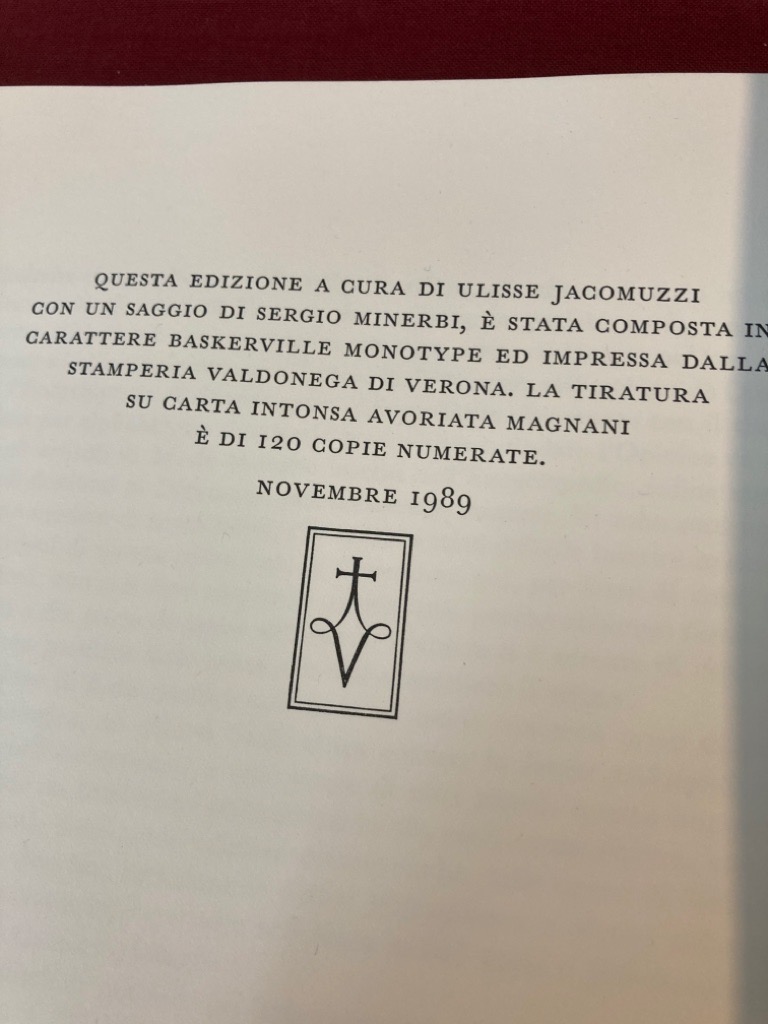 QUESTA EDIZIONE A CURA DI ULISSE JACOMUZZI
CON UN SAGGIO DI SERGIO MINERBI, È STATA COMPOSTA IN
CARATTERE BASKERVILLE MONOTYPE ED IMPRESSA DALLA
STAMPERIA VALDONEGA DI VERONA. LA TIRATURA
SU CARTA INTONSA AVORIATA MAGNANI
È DI 120 COPIE NUMERATE.
NOVEMBRE 1989